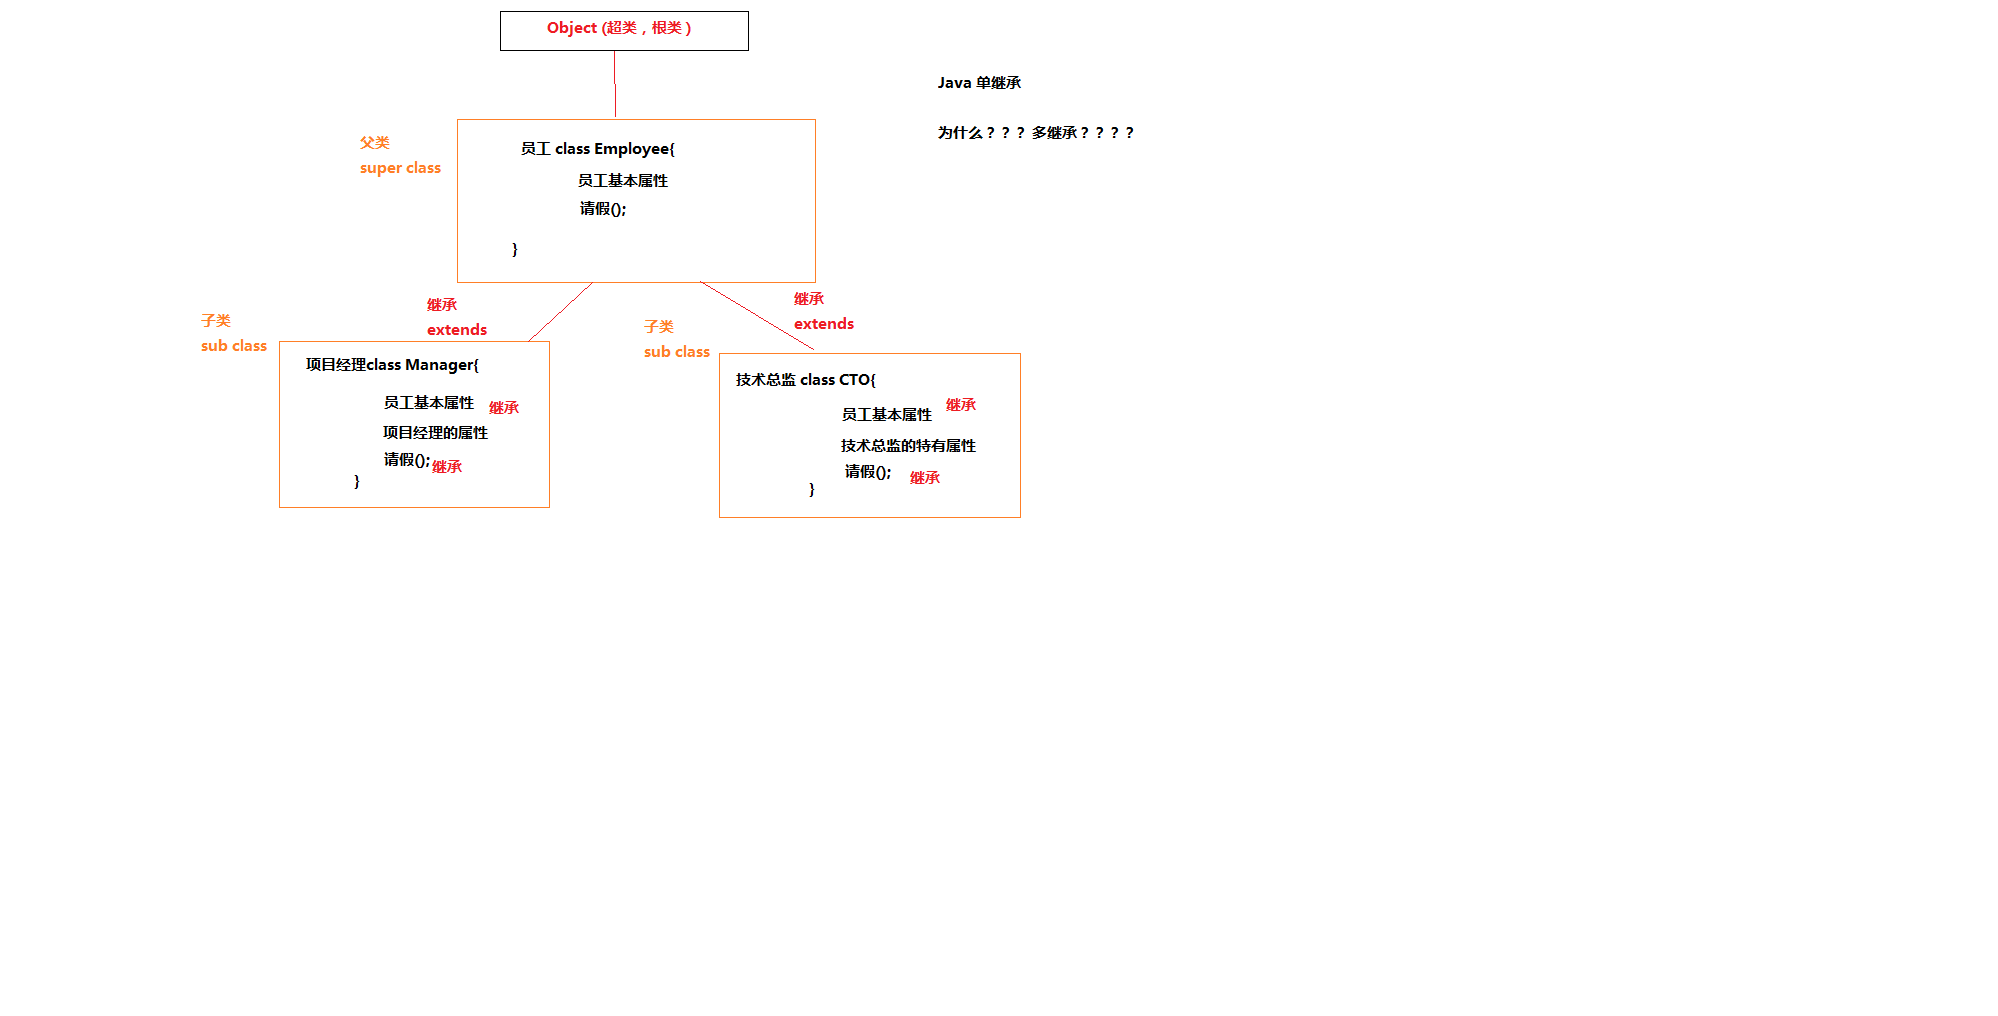 Object (超类，根类）
Java 单继承
为什么？？？ 多继承？？？？
父类
super class
员工 class Employee{
员工基本属性
请假();
}
继承
extends
继承
extends
子类
sub class
子类
sub class
项目经理class Manager{
员工基本属性 继承
项目经理的属性
请假(); 继承
}
技术总监 class CTO{
员工基本属性 继承
技术总监的特有属性
请假(); 继承
}